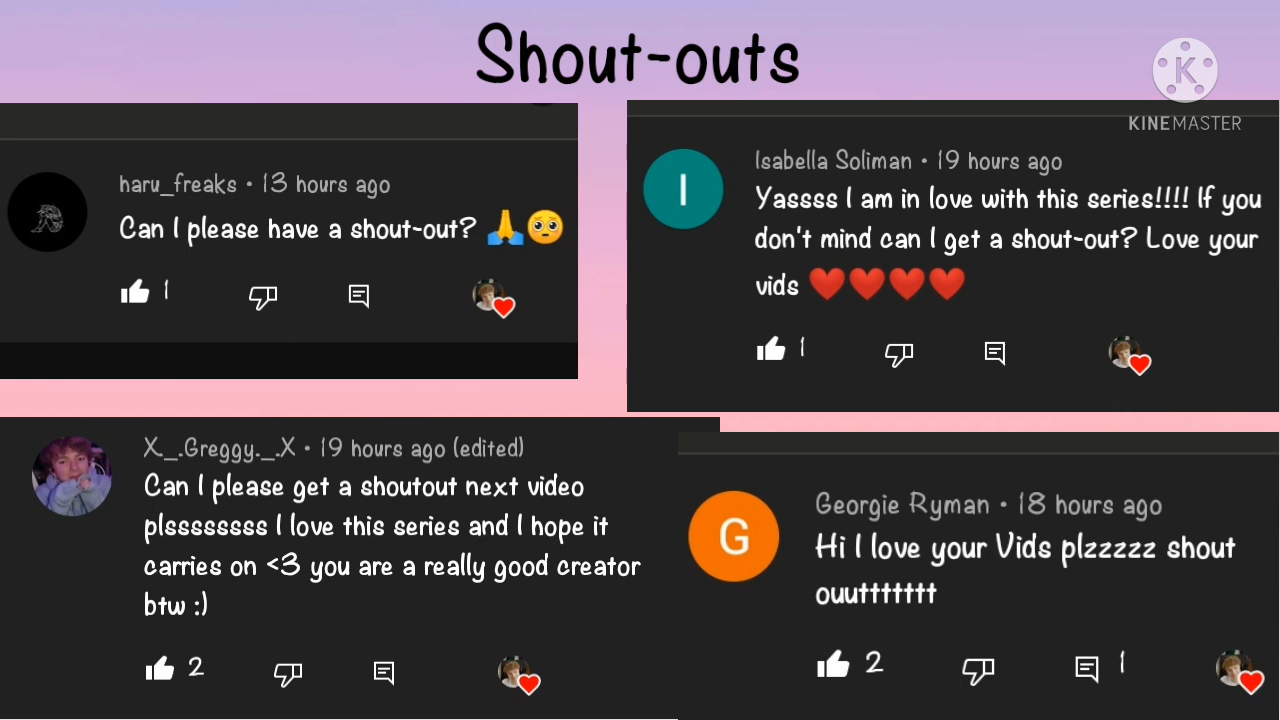 Shout-outs
K
KINEMASTER
haru_freaks • 13 hours ago
Can I please have a shout-out? 🙏🥺
1
I
Isabella Soliman • 19 hours ago
Yassss I am in love with this series!!!! If you
don't mind can I get a shout-out? Love your
vids ❤️❤️❤️❤️
1
X_.Greggy._.X • 19 hours ago (edited)
Can I please get a shoutout next video
plssssssss I love this series and I hope it
carries on <3 you are a really good creator
btw :)
2
G
Georgie Ryman • 18 hours ago
Hi I love your Vids plzzzzz shout
ouuttttttt
2
1